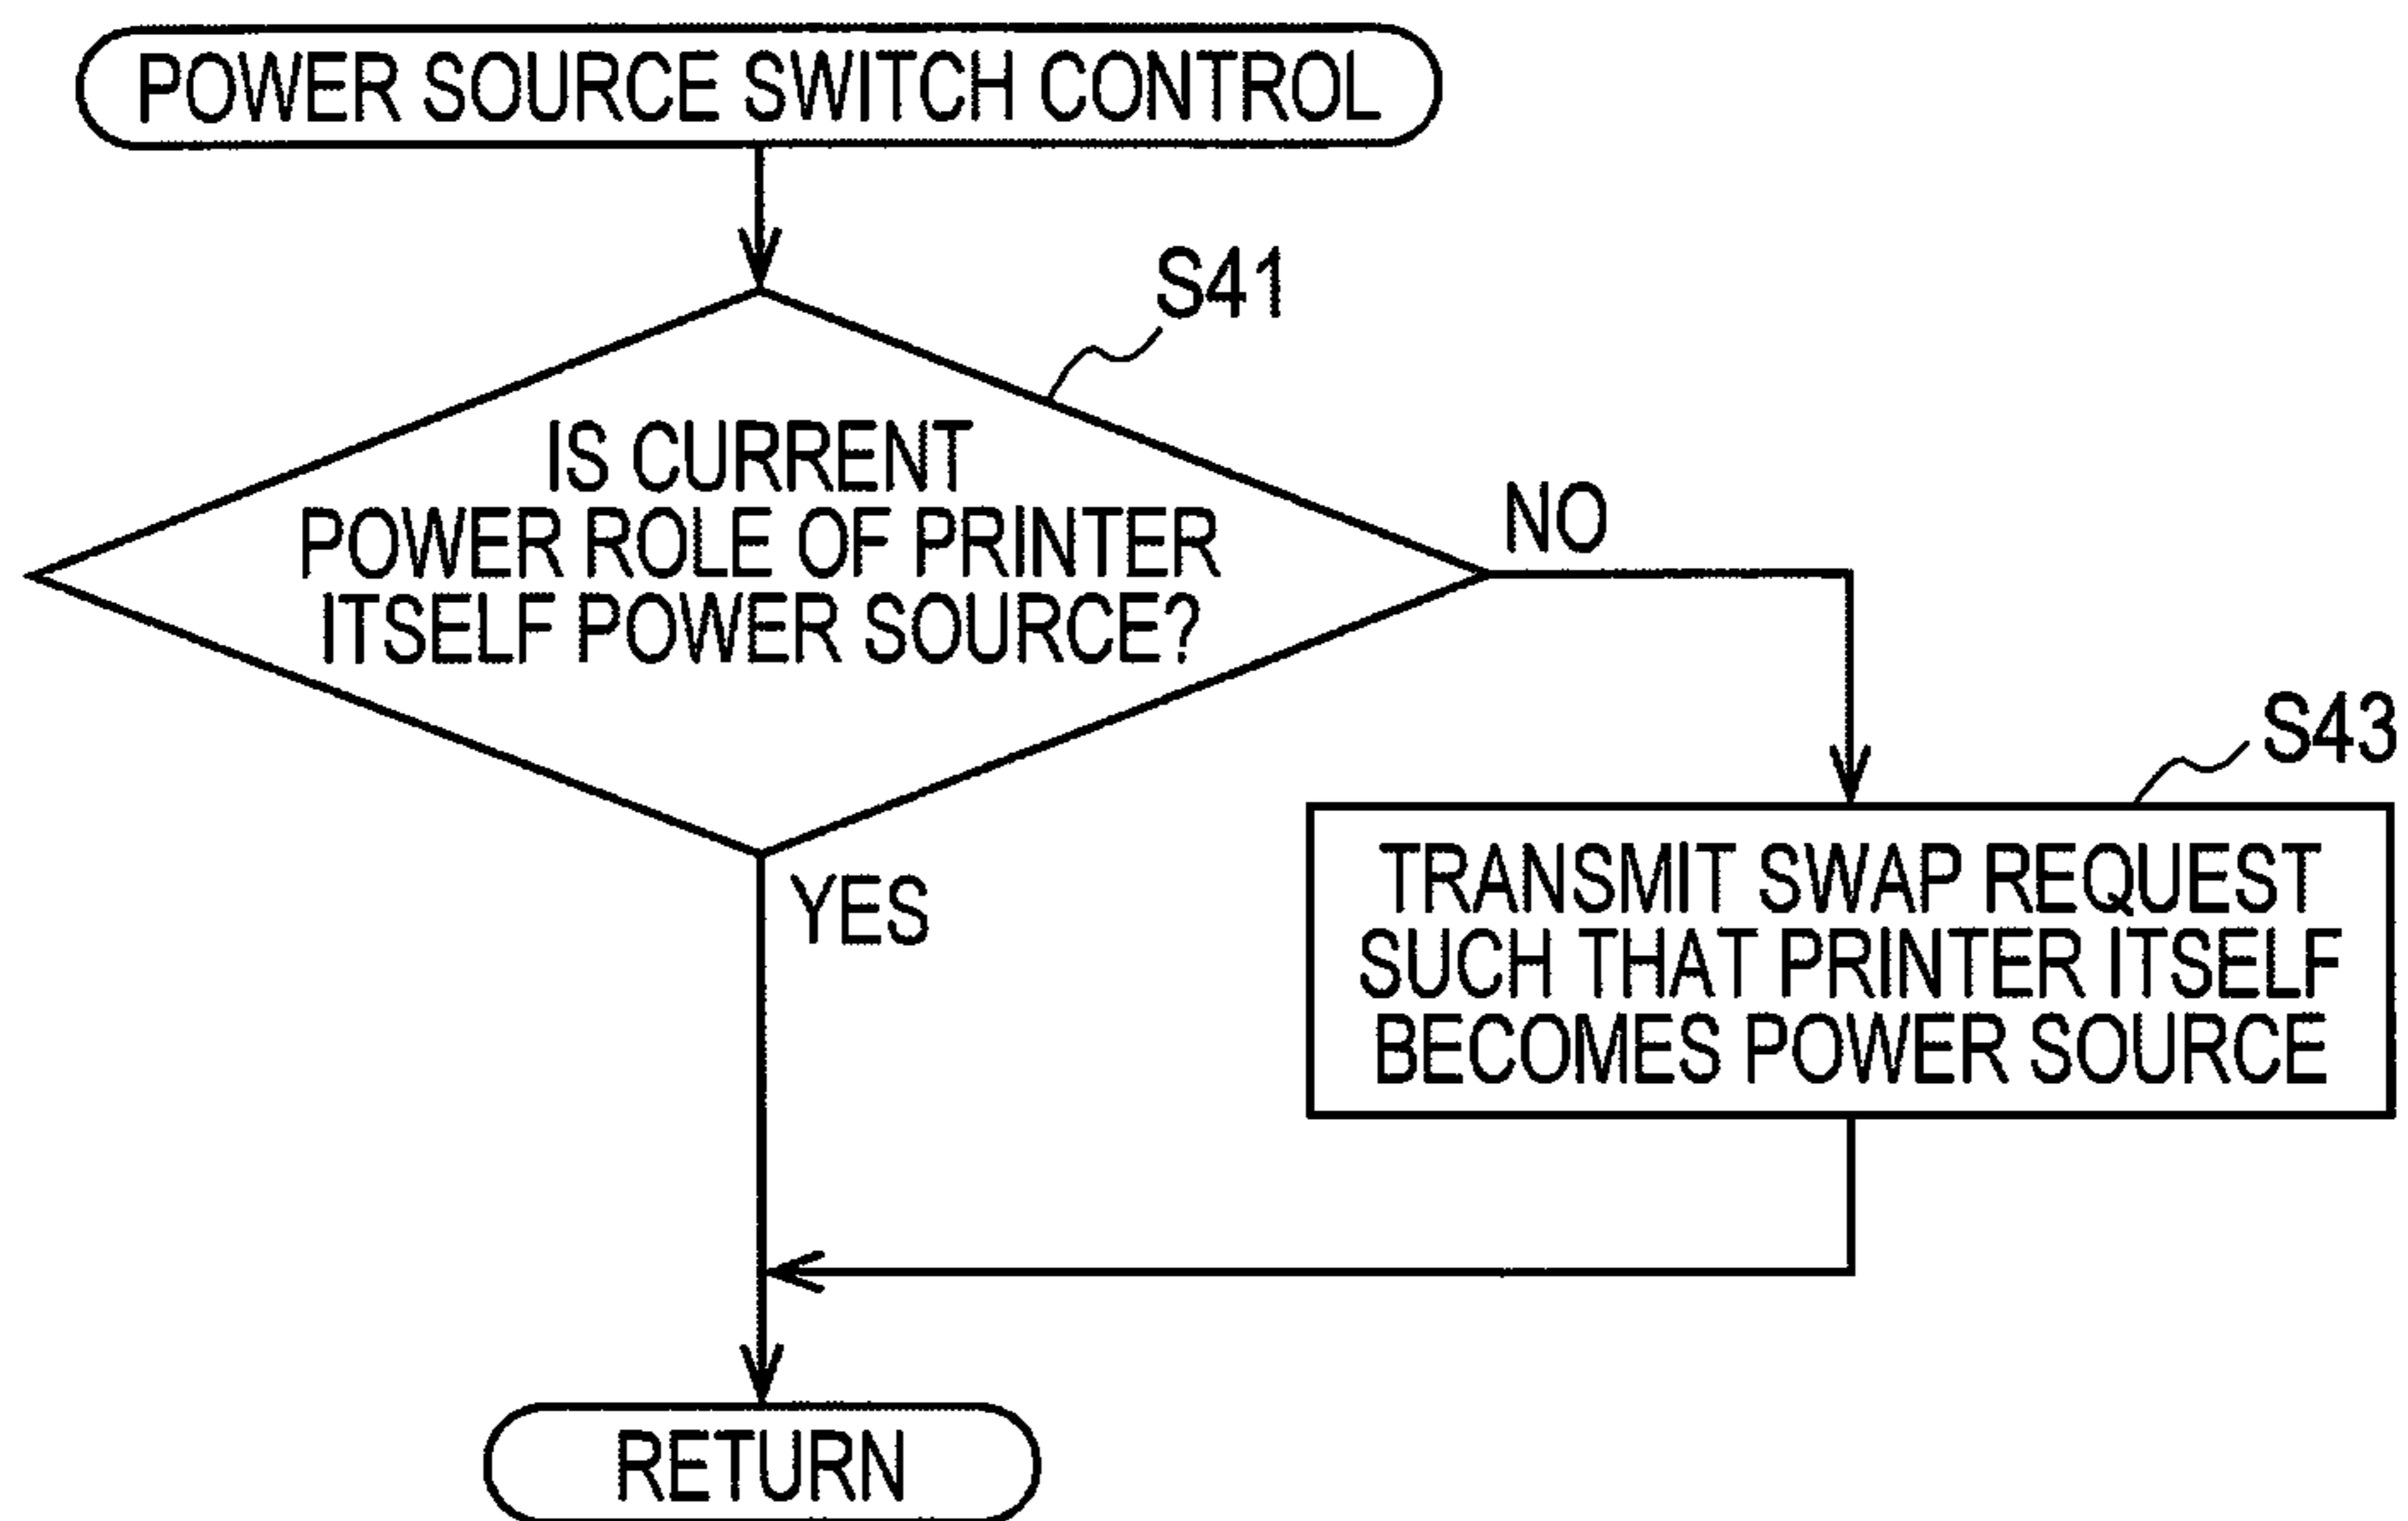 POWER SOURCE SWITCH CONTROL
S41
IS CURRENT
POWER ROLE OF PRINTER
ITSELF POWER SOURCE?
NO
YES
S43
TRANSMIT SWAP REQUEST
SUCH THAT PRINTER ITSELF
BECOMES POWER SOURCE
RETURN